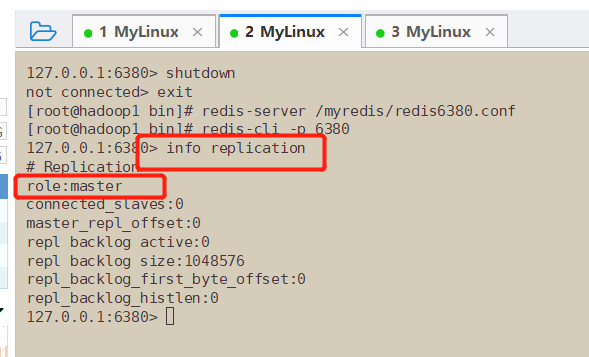 1 MyLinux × 2 MyLinux × 3 MyLinux ×
127.0.0.1:6380> shutdown
not connected> exit
[root@hadoop1 bin]# redis-server /myredis/redis6380.conf
[root@hadoop1 bin]# redis-cli -p 6380
127.0.0.1:6380> info replication
# Replication
role:master
connected_slaves:0
master_repl_offset:0
repl_backlog_active:0
repl_backlog_size:1048576
repl_backlog_first_byte_offset:0
repl_backlog_histlen:0
127.0.0.1:6380>